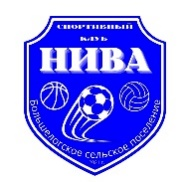 СПОРТИВНЫЙ
КЛУБ
НИВА
Большелогское сельское поселение